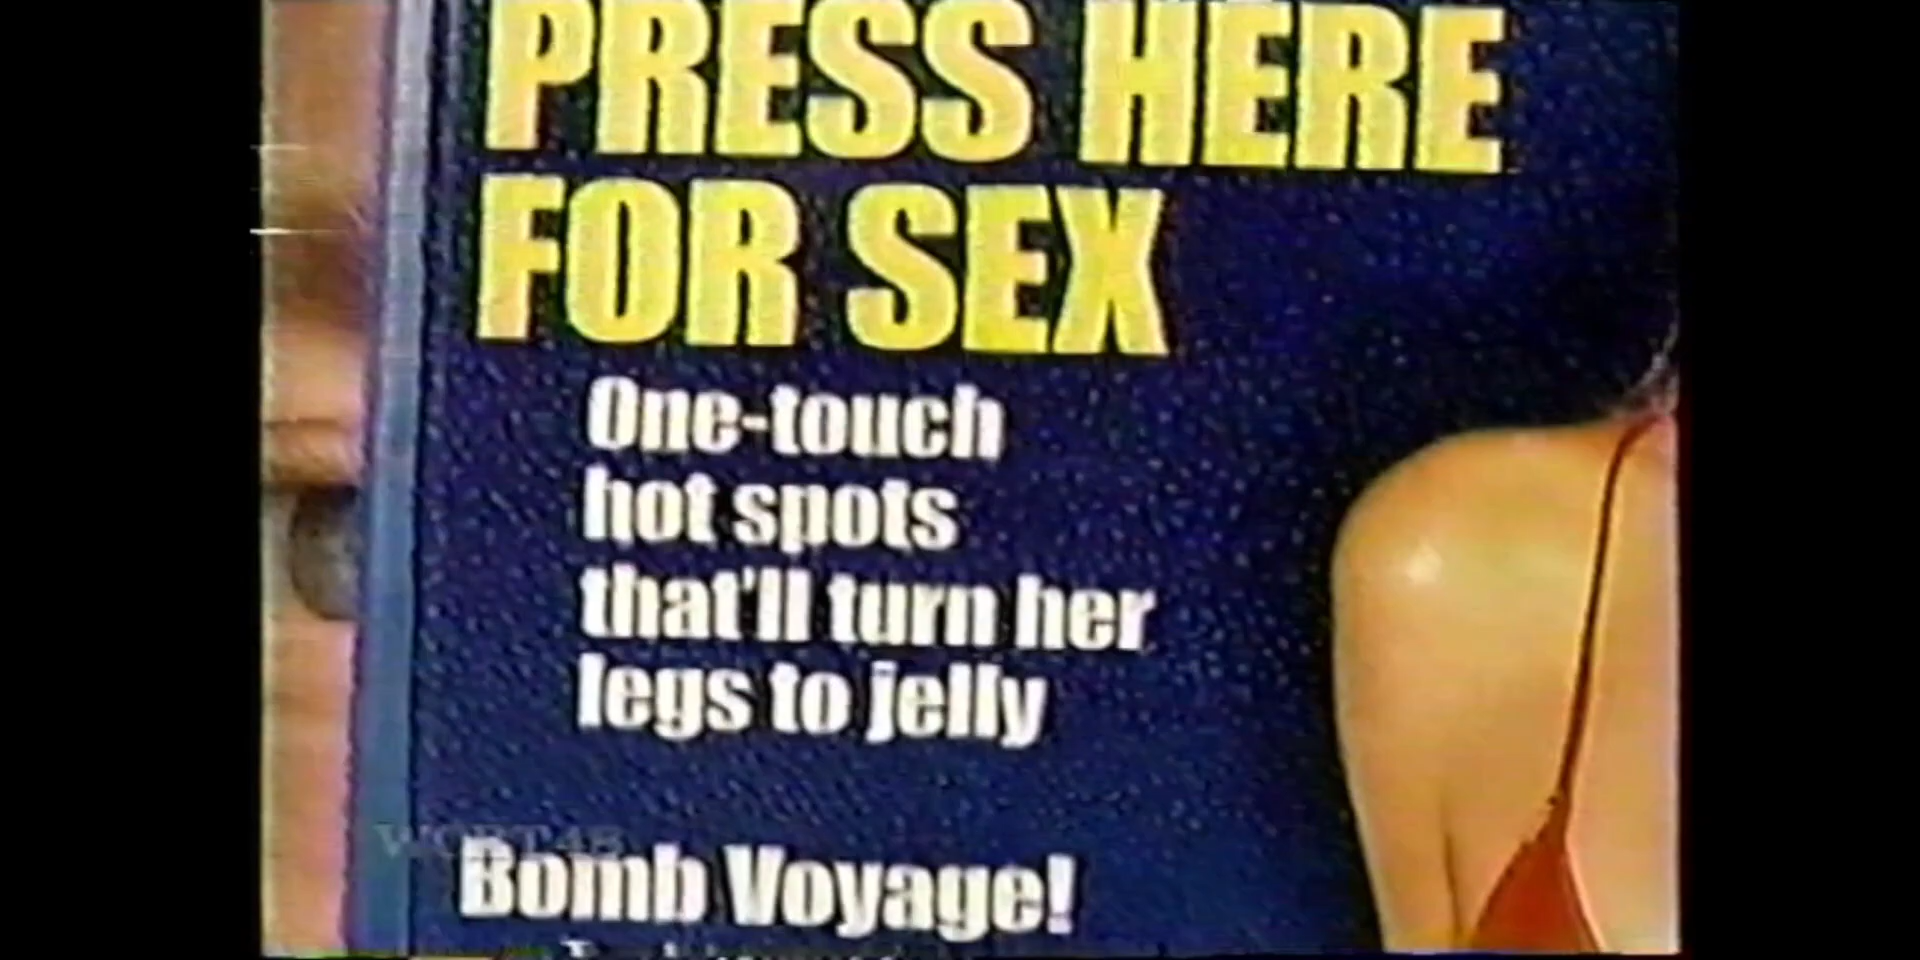 PRESS HERE
FOR SEX
One-touch
hot spots
that'll turn her
legs to jelly
Bomb Voyage!